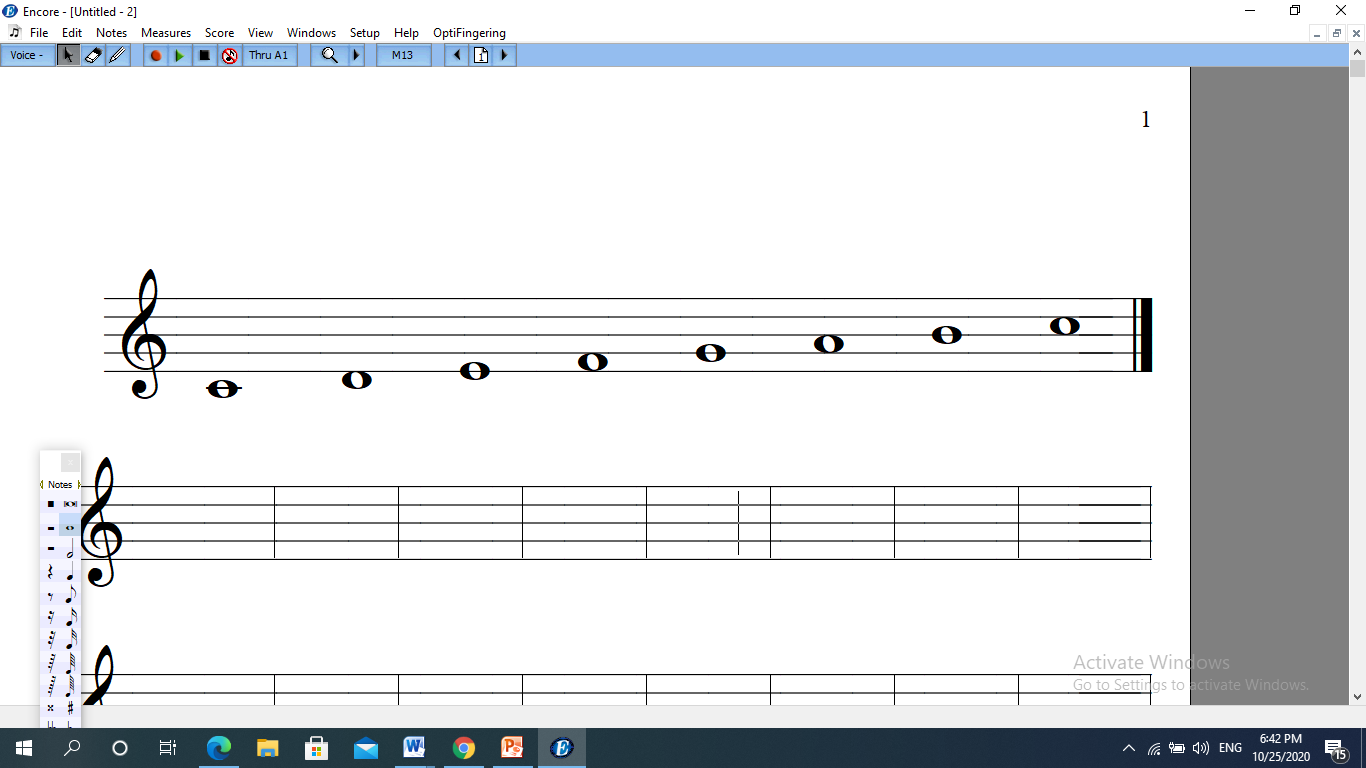 Encore - [Untitled - 2]
File Edit Notes Measures Score View Windows Setup Help OptiFingering
Voice - Thru A1 M13 1
1
Notes
Activate Windows
Go to Settings to activate Windows.
ENG
6:42 PM
10/25/2020
15